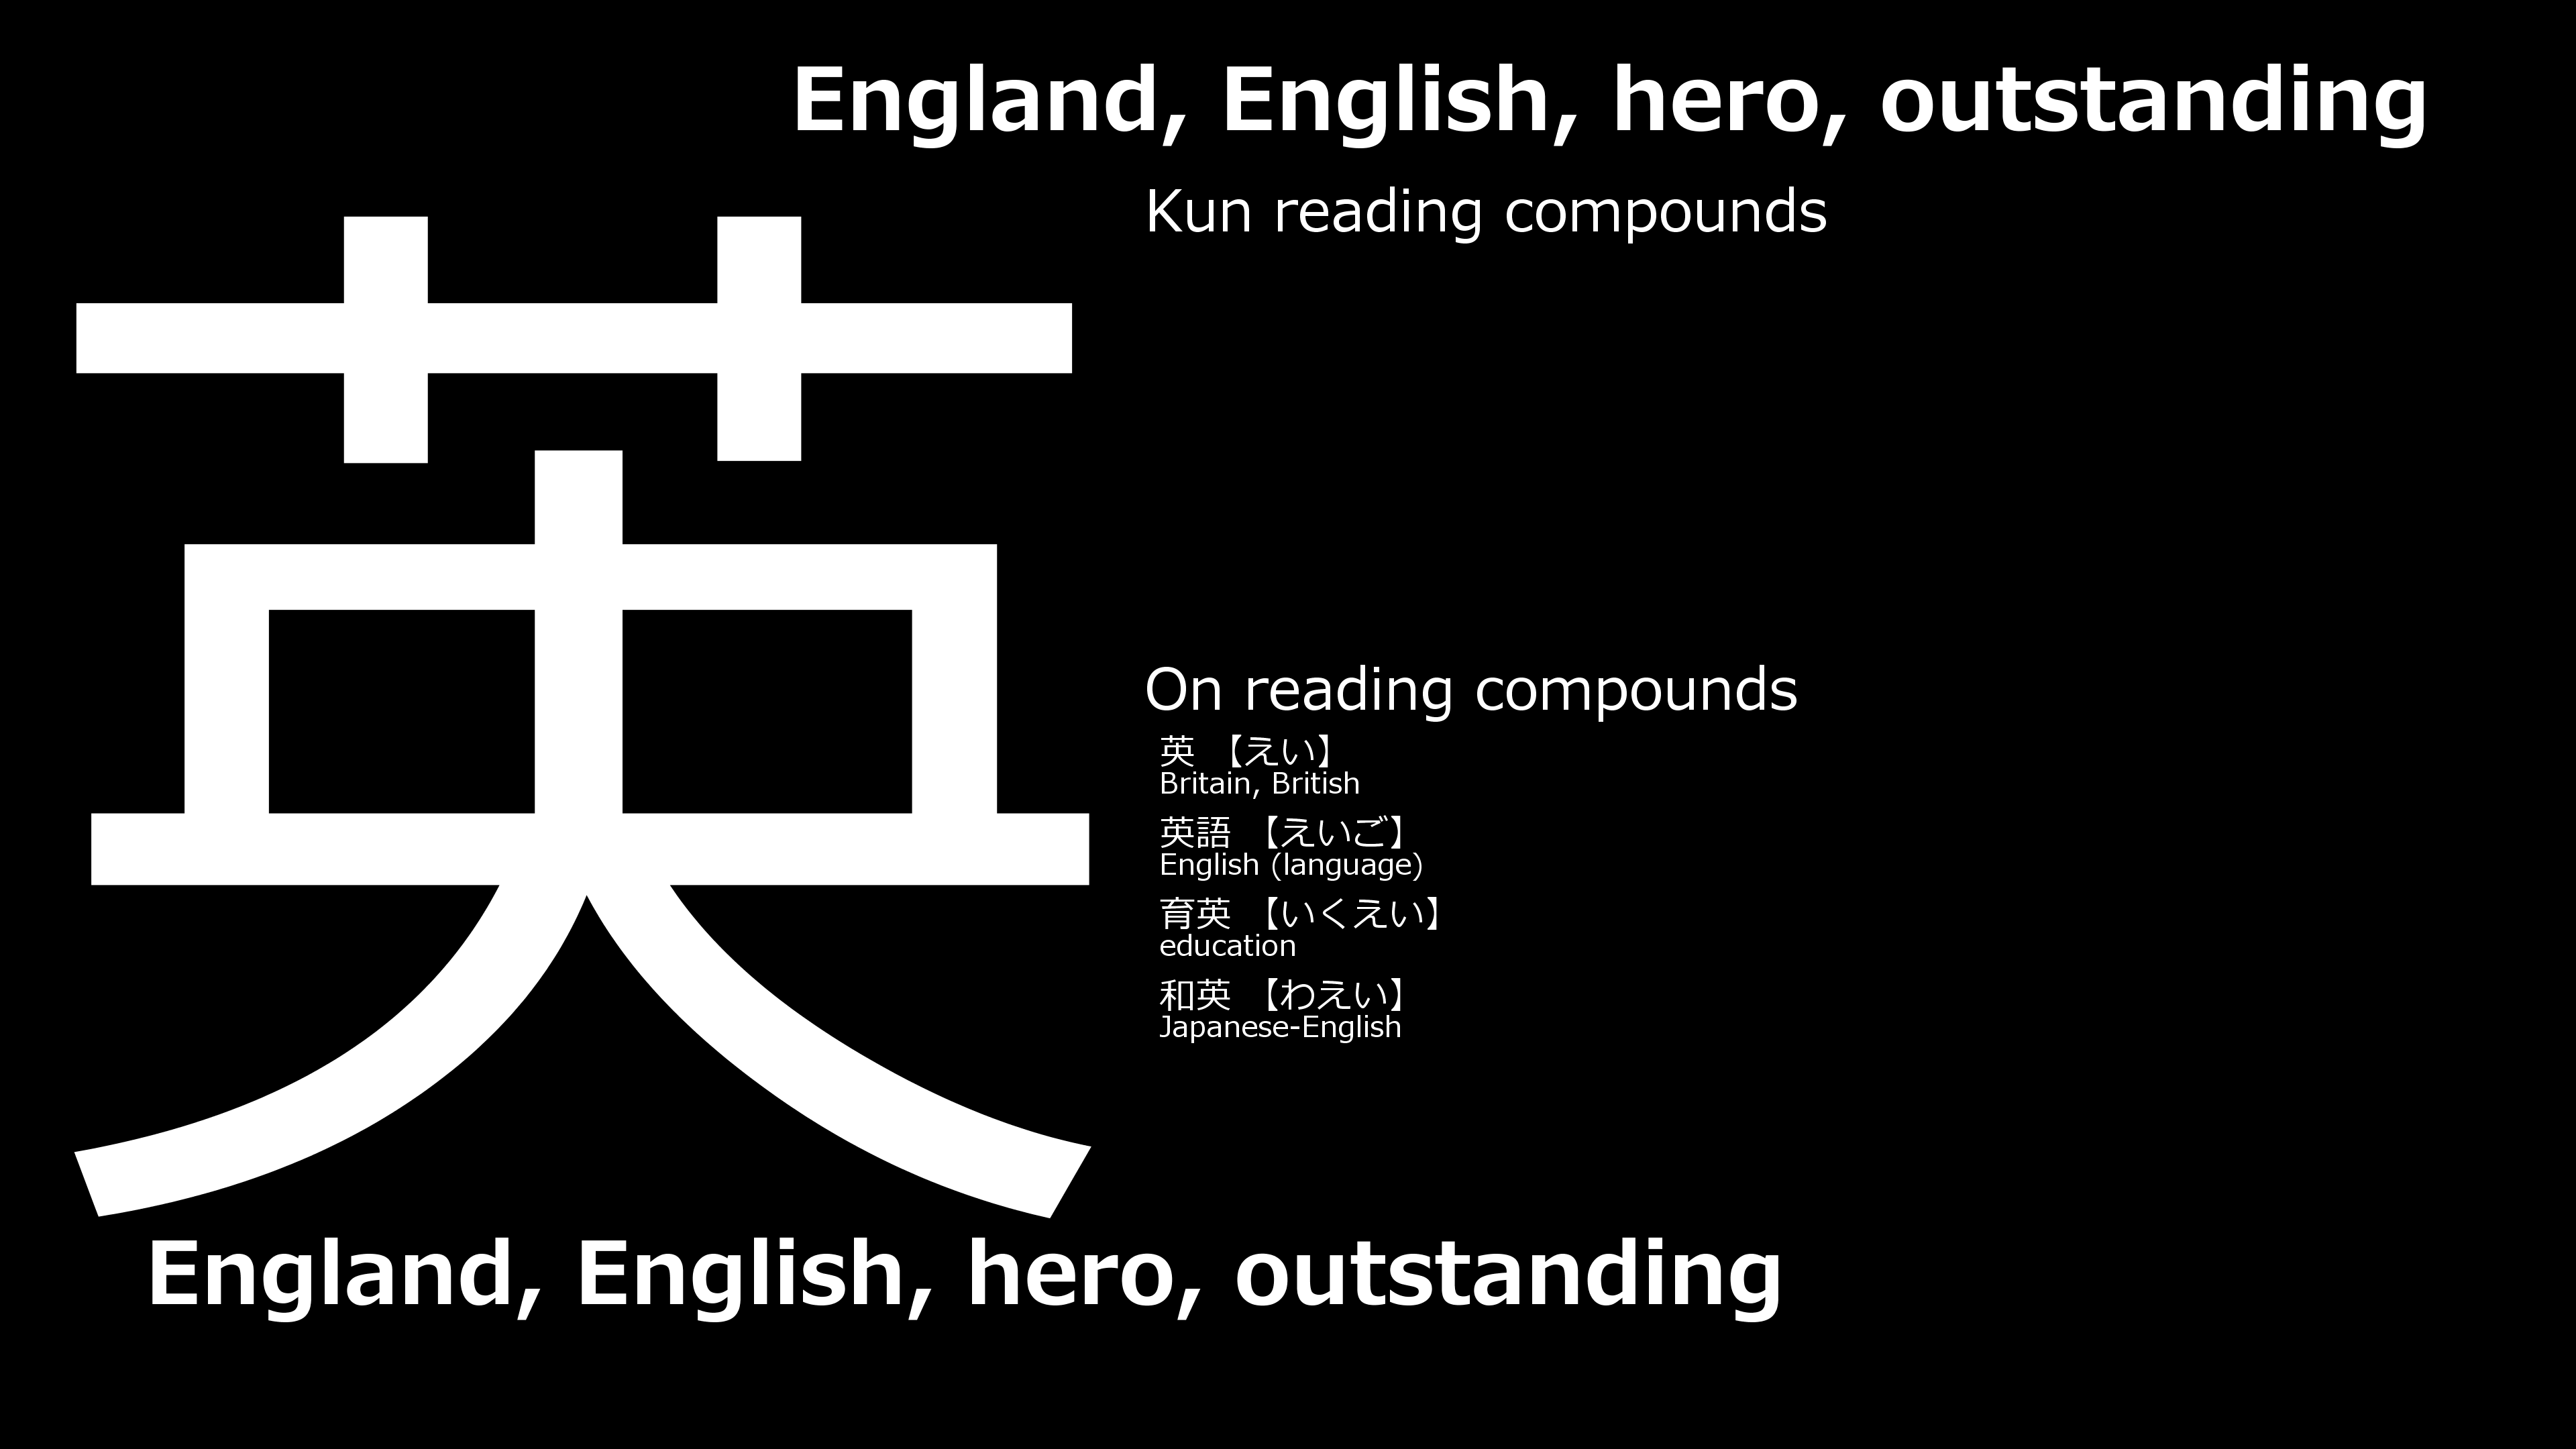 England, English, hero, outstanding
英
Kun reading compounds
On reading compounds
英 【えい】
Britain, British
英語 【えいご】
English (language)
育英 【いくえい】
education
和英 【わえい】
Japanese-English
England, English, hero, outstanding